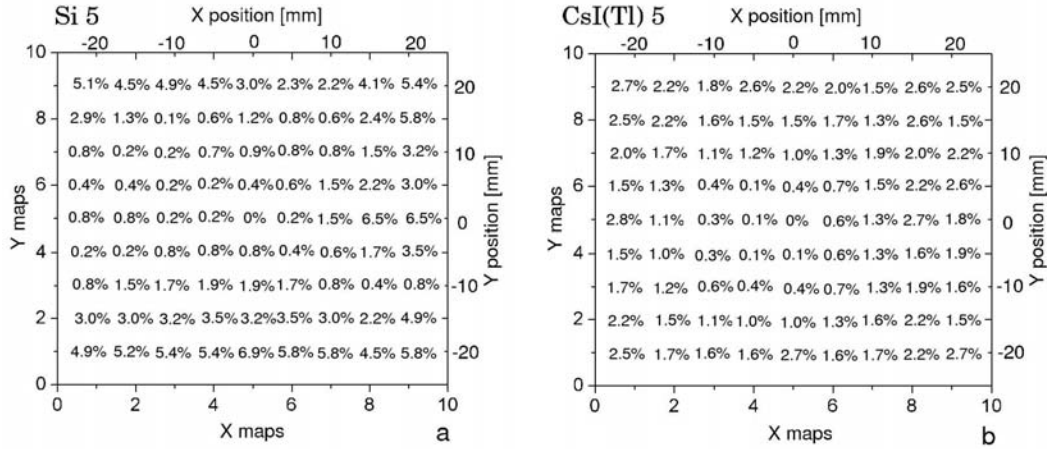 Si 5
X position [mm]
-20 -10 0 10 20
10
5.1% 4.5% 4.9% 4.5% 3.0% 2.3% 2.2% 4.1% 5.4% 20
8 2.9% 1.3% 0.1% 0.6% 1.2% 0.8% 0.6% 2.4% 5.8%
0.8% 0.2% 0.2% 0.7% 0.9% 0.8% 0.8% 1.5% 3.2% 10
6 0.4% 0.4% 0.2% 0.2% 0.4% 0.6% 1.5% 2.2% 3.0%
0.8% 0.8% 0.2% 0.2% 0% 0.2% 1.5% 6.5% 6.5% 0
4 0.2% 0.2% 0.8% 0.8% 0.8% 0.4% 0.6% 1.7% 3.5%
0.8% 1.5% 1.7% 1.9% 1.9% 1.7% 0.8% 0.4% 0.8% -10
2 3.0% 3.0% 3.2% 3.5% 3.2% 3.5% 3.0% 2.2% 4.9%
4.9% 5.2% 5.4% 5.4% 6.9% 5.8% 5.8% 4.5% 5.8% -20
0
0 2 4 6 8 10
X maps
Y maps
Y position [mm]
a
CsI(Tl) 5
X position [mm]
-20 -10 0 10 20
10
2.7% 2.2% 1.8% 2.6% 2.2% 2.0% 1.5% 2.6% 2.5% 20
8 2.5% 2.2% 1.6% 1.5% 1.5% 1.7% 1.3% 2.6% 1.5%
2.0% 1.7% 1.1% 1.2% 1.0% 1.3% 1.9% 2.0% 2.2% 10
6 1.5% 1.3% 0.4% 0.1% 0.4% 0.7% 1.5% 2.2% 2.6%
2.8% 1.1% 0.3% 0.1% 0% 0.6% 1.3% 2.7% 1.8% 0
4 1.5% 1.0% 0.3% 0.1% 0.1% 0.6% 1.3% 1.6% 1.9%
1.7% 1.2% 0.6% 0.4% 0.4% 0.7% 1.3% 1.9% 1.6% -10
2 2.2% 1.5% 1.1% 1.0% 1.0% 1.3% 1.6% 2.2% 1.5%
2.5% 1.7% 1.6% 1.6% 2.7% 1.6% 1.7% 2.2% 2.7% -20
0
0 2 4 6 8 10
X maps
Y maps
Y position [mm]
b